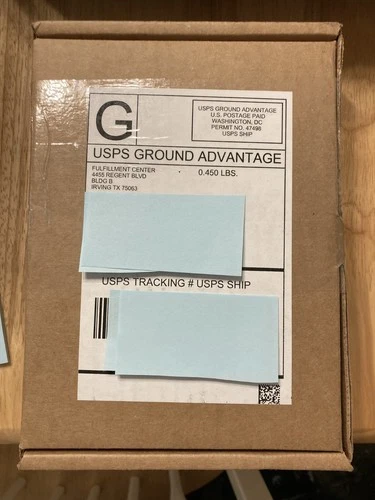 G
USPS GROUND ADVANTAGE
U.S. POSTAGE PAID
WASHINGTON, DC
PERMIT NO. 47498
USPS SHIP
USPS GROUND ADVANTAGE
FULFILLMENT CENTER
4455 REGENT BLVD
BLDG B
IRVING TX 75063
0.450 LBS.
USPS TRACKING # USPS SHIP